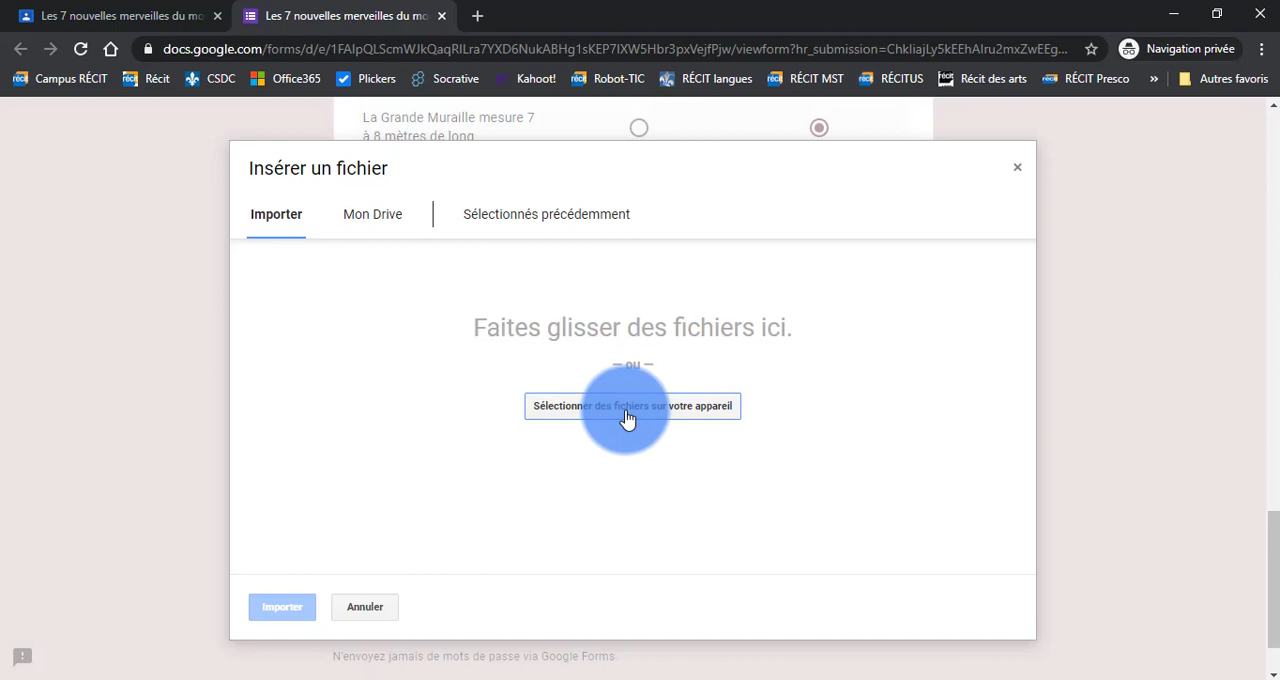 Les 7 nouvelles merveilles du mo
Les 7 nouvelles merveilles du mo
docs.google.com/forms/d/e/1FAIpQLScmWJkQaqRILra7YXD6NukABHg1sKEP7IXW5Hbr3pxVejfPjw/viewform?hr_submission=ChkliajLy5kEEhAIru2mxZwEEg...
Navigation privée
Campus RÉCIT
Récit
CSDC
Office365
Plickers
Socrative
Kahoot!
Robot-TIC
RÉCIT langues
RÉCIT MST
RÉCITUS
Récit des arts
RÉCIT Presco
»
Autres favoris
La Grande Muraille mesure 7
à 8 mètres de long
Insérer un fichier
Importer
Mon Drive
Sélectionnés précédemment
Faites glisser des fichiers ici.
— ou —
Sélectionner des fichiers sur votre appareil
Importer
Annuler
N'envoyez jamais de mots de passe via Google Forms.